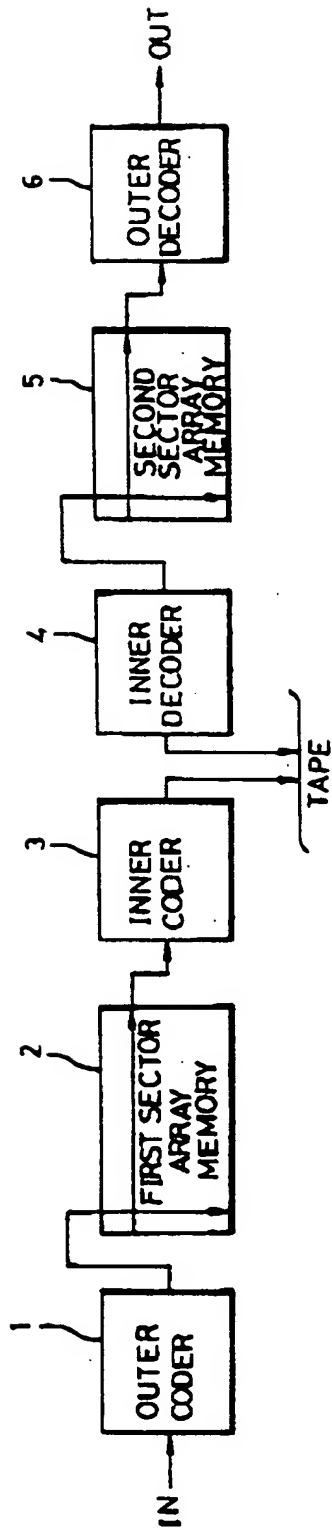 IN
1
OUTER
CODER
2
FIRST SECTOR
ARRAY
MEMORY
3
INNER
CODER
TAPE
4
INNER
DECODER
5
SECOND
SECTOR
ARRAY
MEMORY
6
OUTER
DECODER
OUT